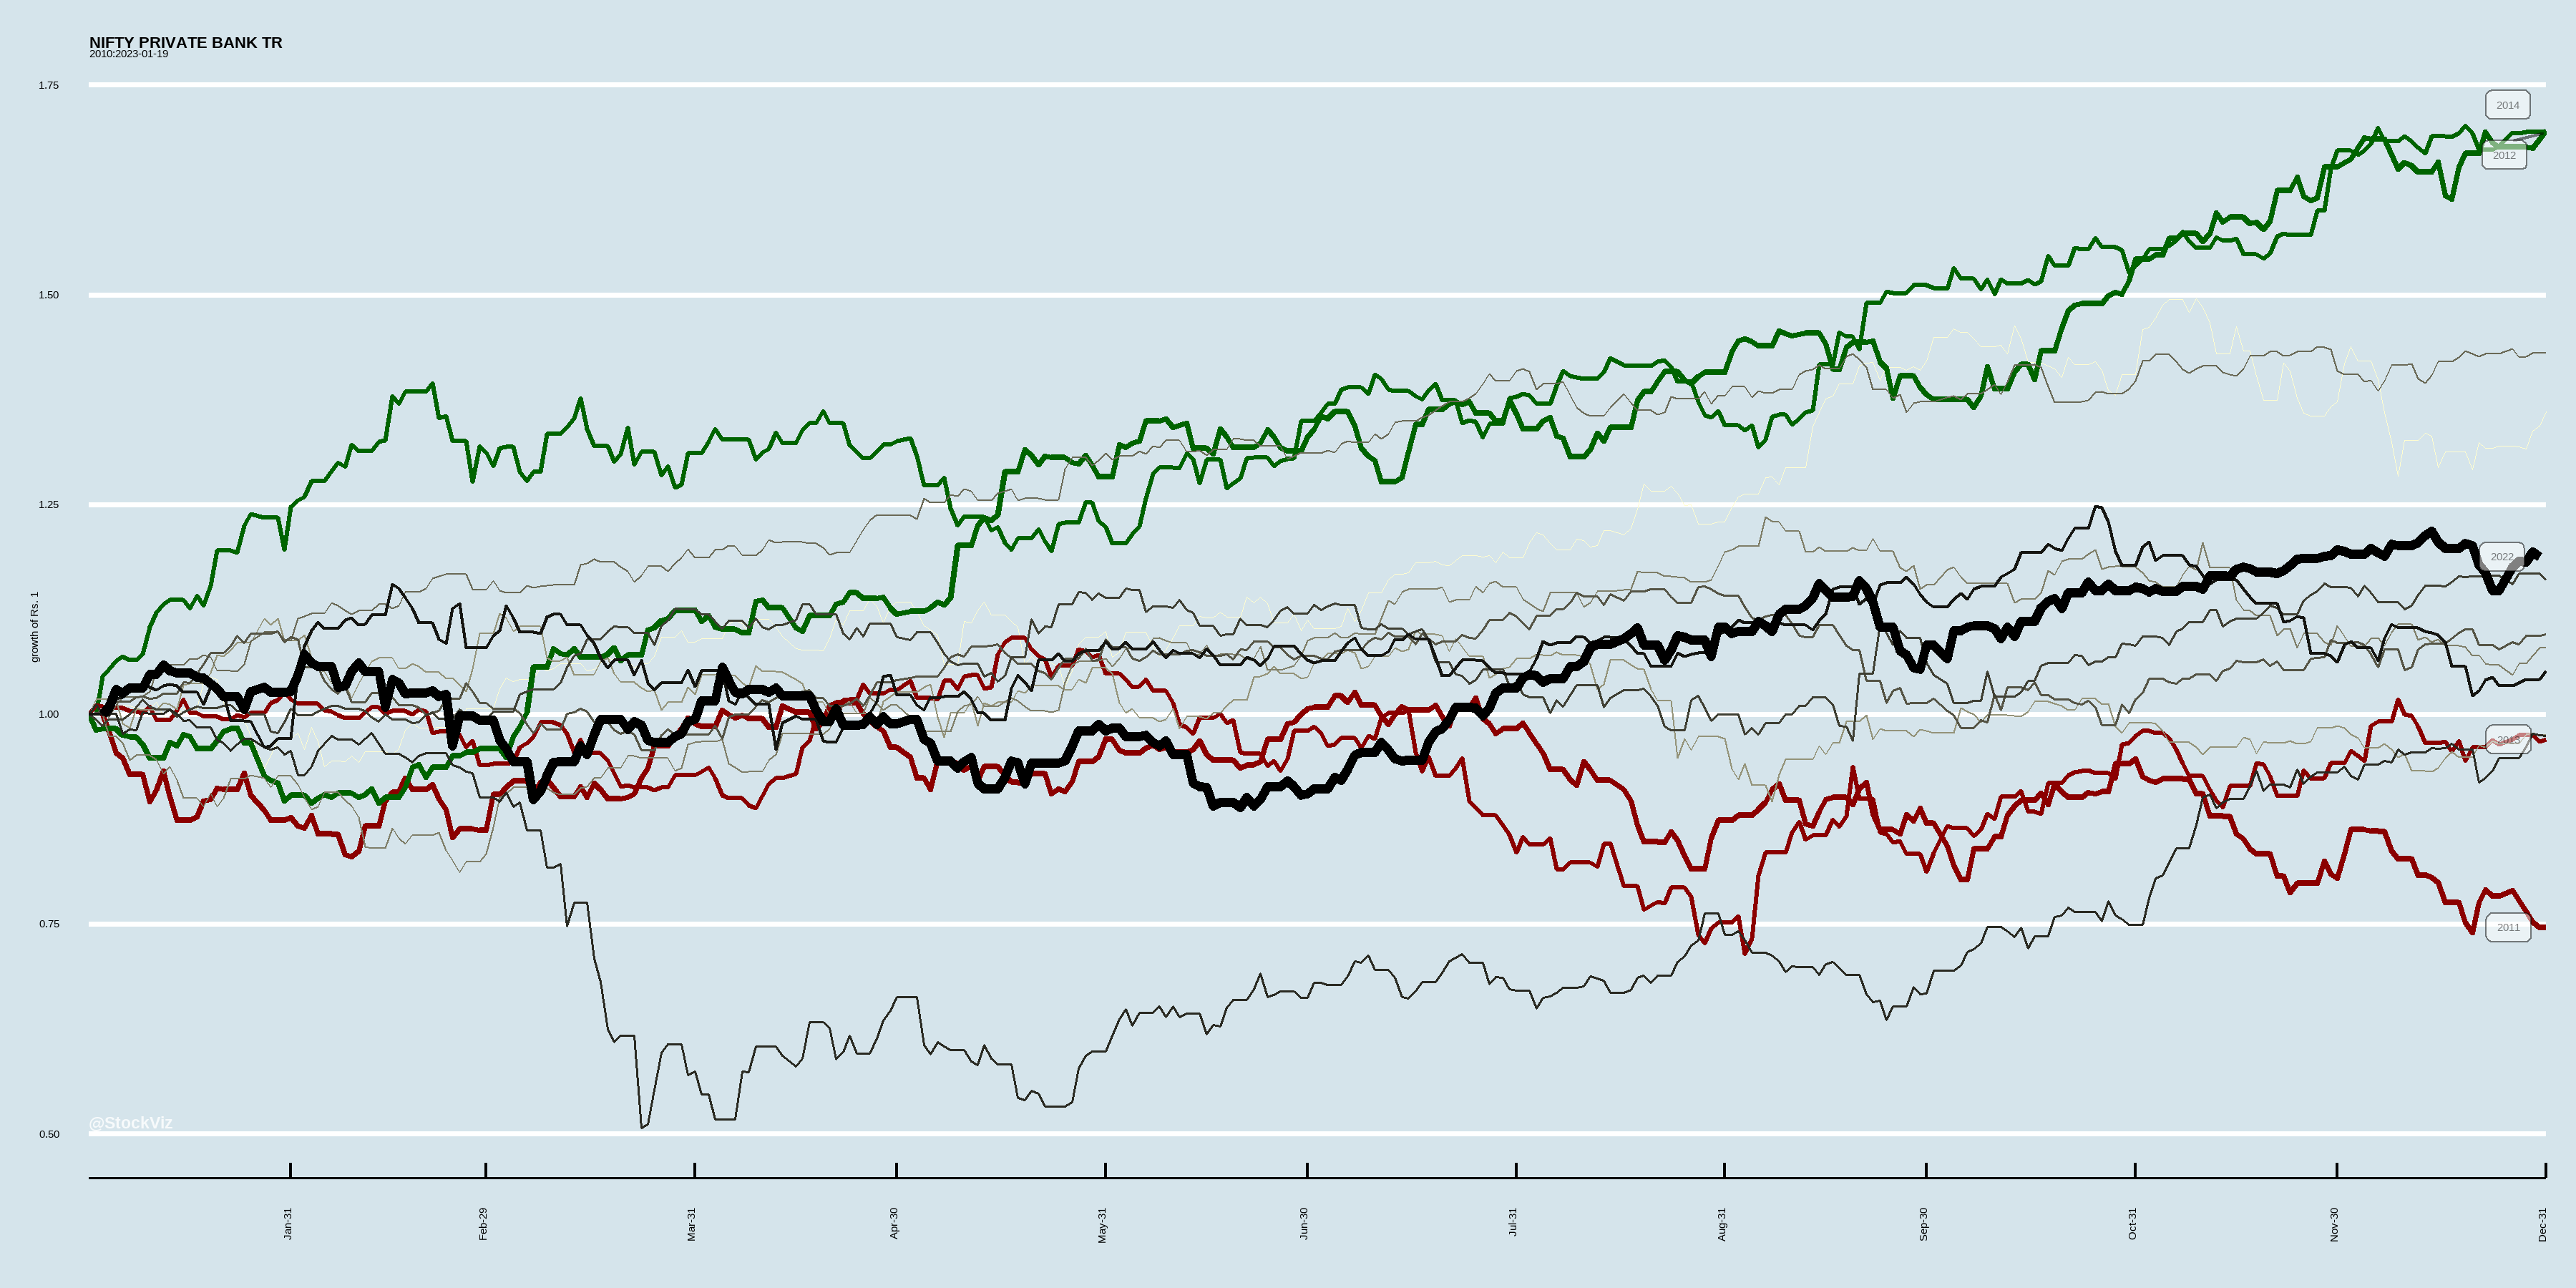 NIFTY PRIVATE BANK TR
2010:2023-01-19
growth of Rs. 1
1.75
1.50
1.25
1.00
0.75
0.50
2014
2012
2022
2013
2011
@StockViz
Jan-31
Feb-29
Mar-31
Apr-30
May-31
Jun-30
Jul-31
Aug-31
Sep-30
Oct-31
Nov-30
Dec-31